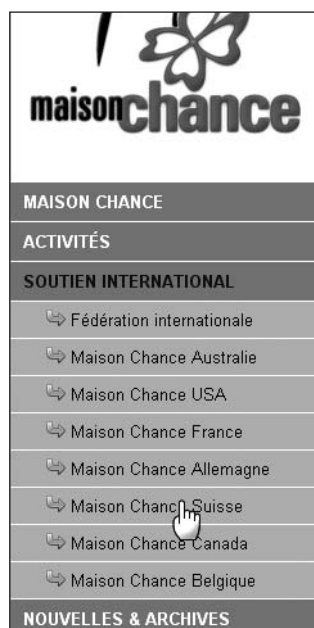 maisonchance
MAISON CHANCE
ACTIVITÉS
SOUTIEN INTERNATIONAL
Fédération internationale
Maison Chance Australie
Maison Chance USA
Maison Chance France
Maison Chance Allemagne
Maison Chance Suisse
Maison Chance Canada
Maison Chance Belgique
NOUVELLES & ARCHIVES